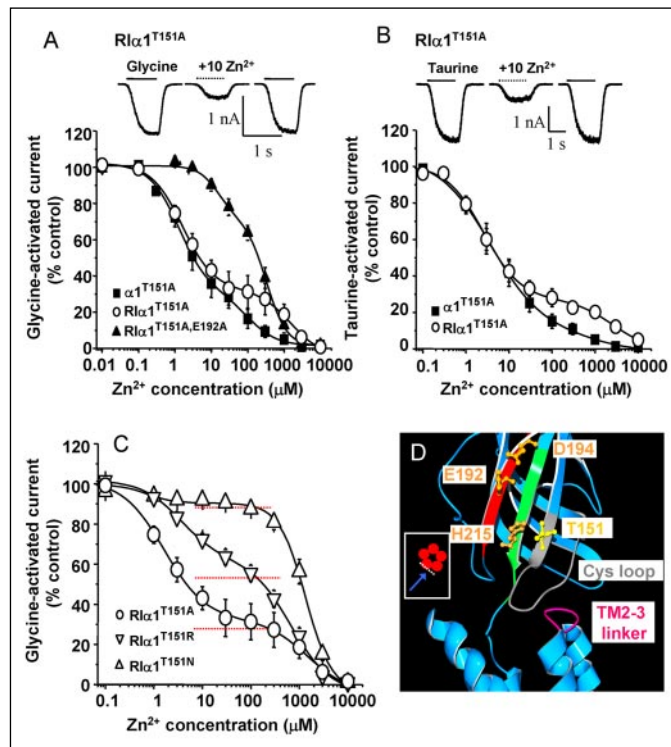 A
RIα1T151A
Glycine
+10 Zn2+
1 nA
1 s
Glycine-activated current
(% control)
120
100
80
60
40
20
0
α1T151A
RIα1T151A
RIα1T151A,E192A
0.01
0.1
1
10
100
1000
10000
Zn2+ concentration (μM)
B
RIα1T151A
Taurine
+10 Zn2+
1 nA
1 s
Taurine-activated current
(% control)
120
100
80
60
40
20
0
α1T151A
RIα1T151A
0.1
1
10
100
1000
10000
Zn2+ concentration (μM)
C
Glycine-activated current
(% control)
120
100
80
60
40
20
0
RIα1T151A
RIα1T151R
RIα1T151N
0.1
1
10
100
1000
10000
Zn2+ concentration (μM)
D
D194
E192
H215
T151
Cys loop
TM2-3
linker